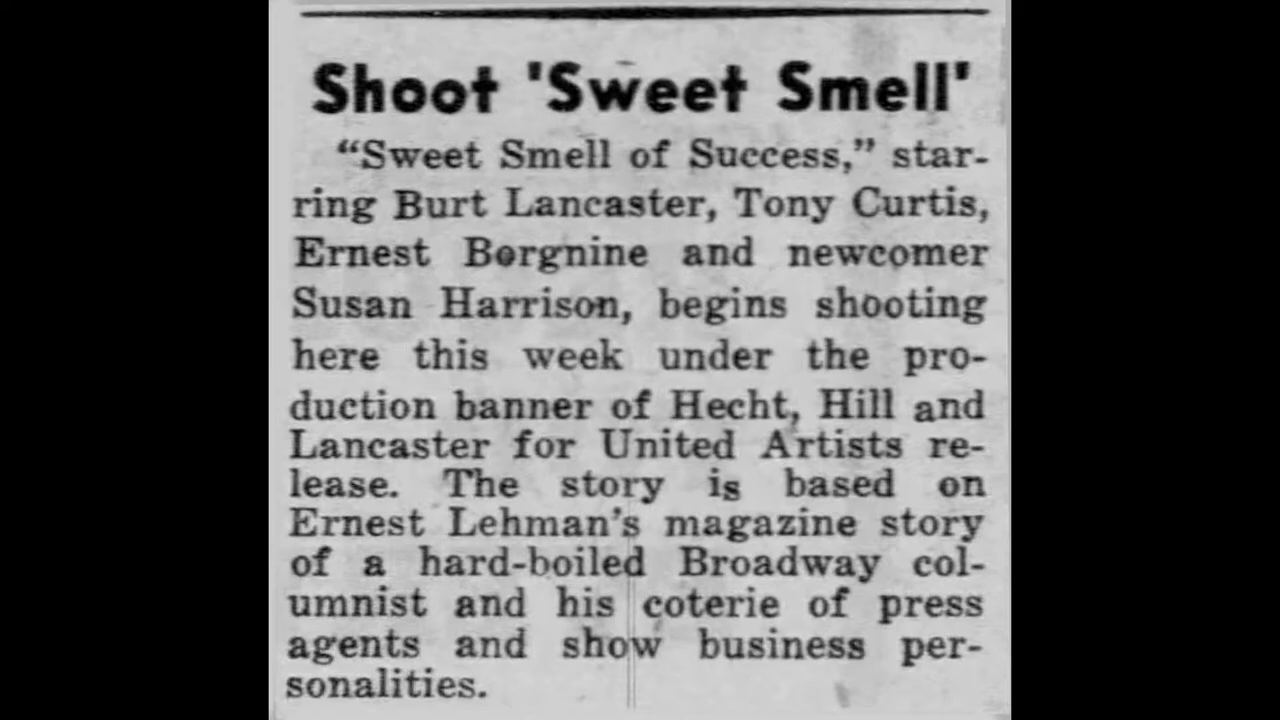 Shoot 'Sweet Smell'
“Sweet Smell of Success,” star-
ring Burt Lancaster, Tony Curtis,
Ernest Borgnine and newcomer
Susan Harrison, begins shooting
here this week under the pro-
duction banner of Hecht, Hill and
Lancaster for United Artists re-
lease. The story is based on
Ernest Lehman's magazine story
of a hard-boiled Broadway col-
umnist and his coterie of press
agents and show business per-
sonalities.